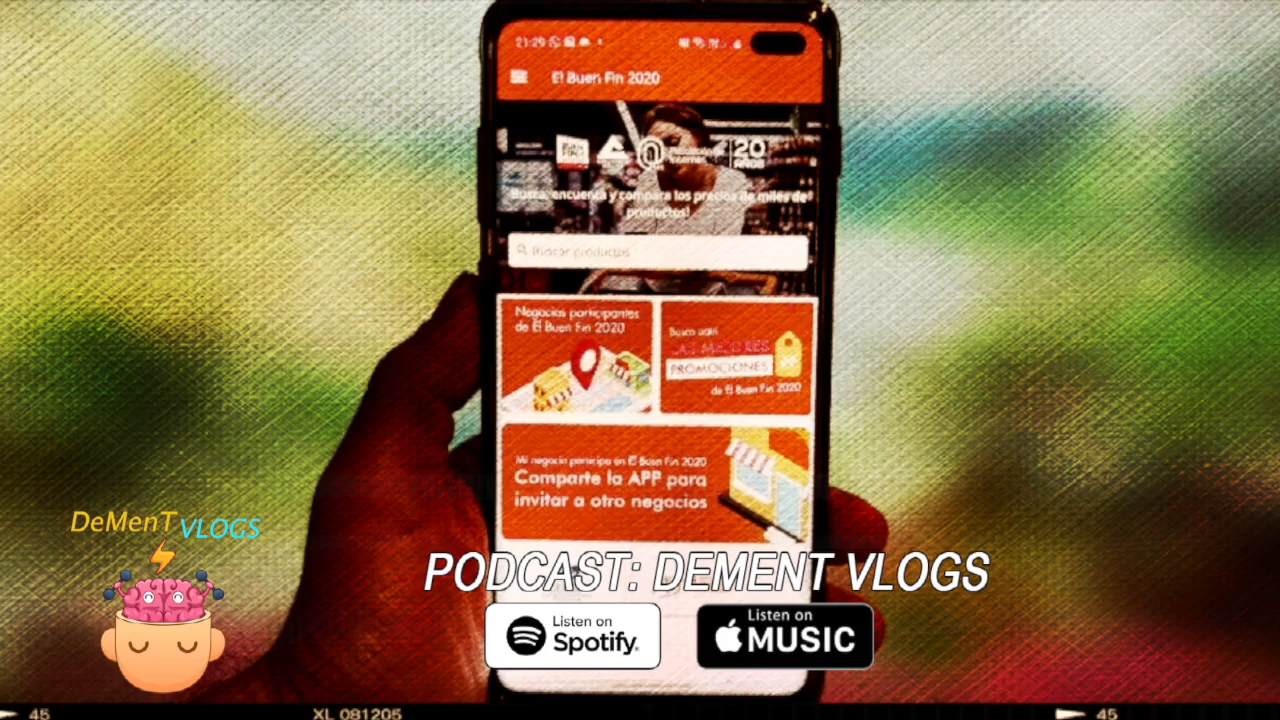 21:29
El Buen Fin 2020
20
AÑOS
Busca, encuentra y compara los precios de miles de
productos!
Buscar productos
Negocios participantes
de El Buen Fin 2020
Busca aquí
LAS MEJORES
PROMOCIONES
de El Buen Fin 2020
Mi negocio participa en El Buen Fin 2020
Comparte la APP para
invitar a otro negocios
DeMenT VLOGS
PODCAST: DEMENT VLOGS
Listen on
Spotify
Listen on
MUSIC
45
XL 081205
45